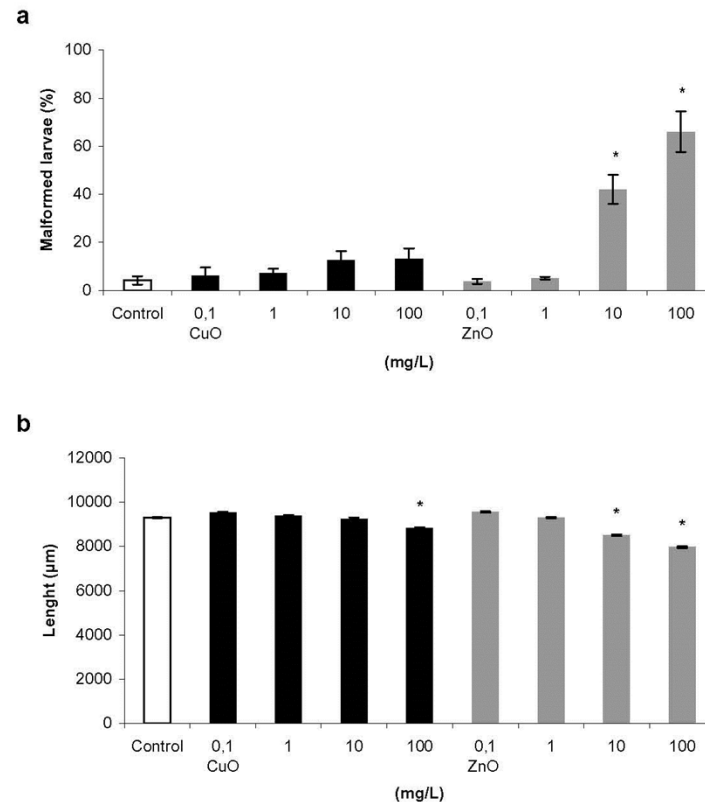 a
Malformed larvae (%)
100
80
60
40
20
0
*
*
Control 0,1 1 10 100 0,1 1 10 100
CuO ZnO
(mg/L)
b
Lenght (µm)
12000
10000
8000
6000
4000
2000
0
*
*
*
Control 0,1 1 10 100 0,1 1 10 100
CuO ZnO
(mg/L)